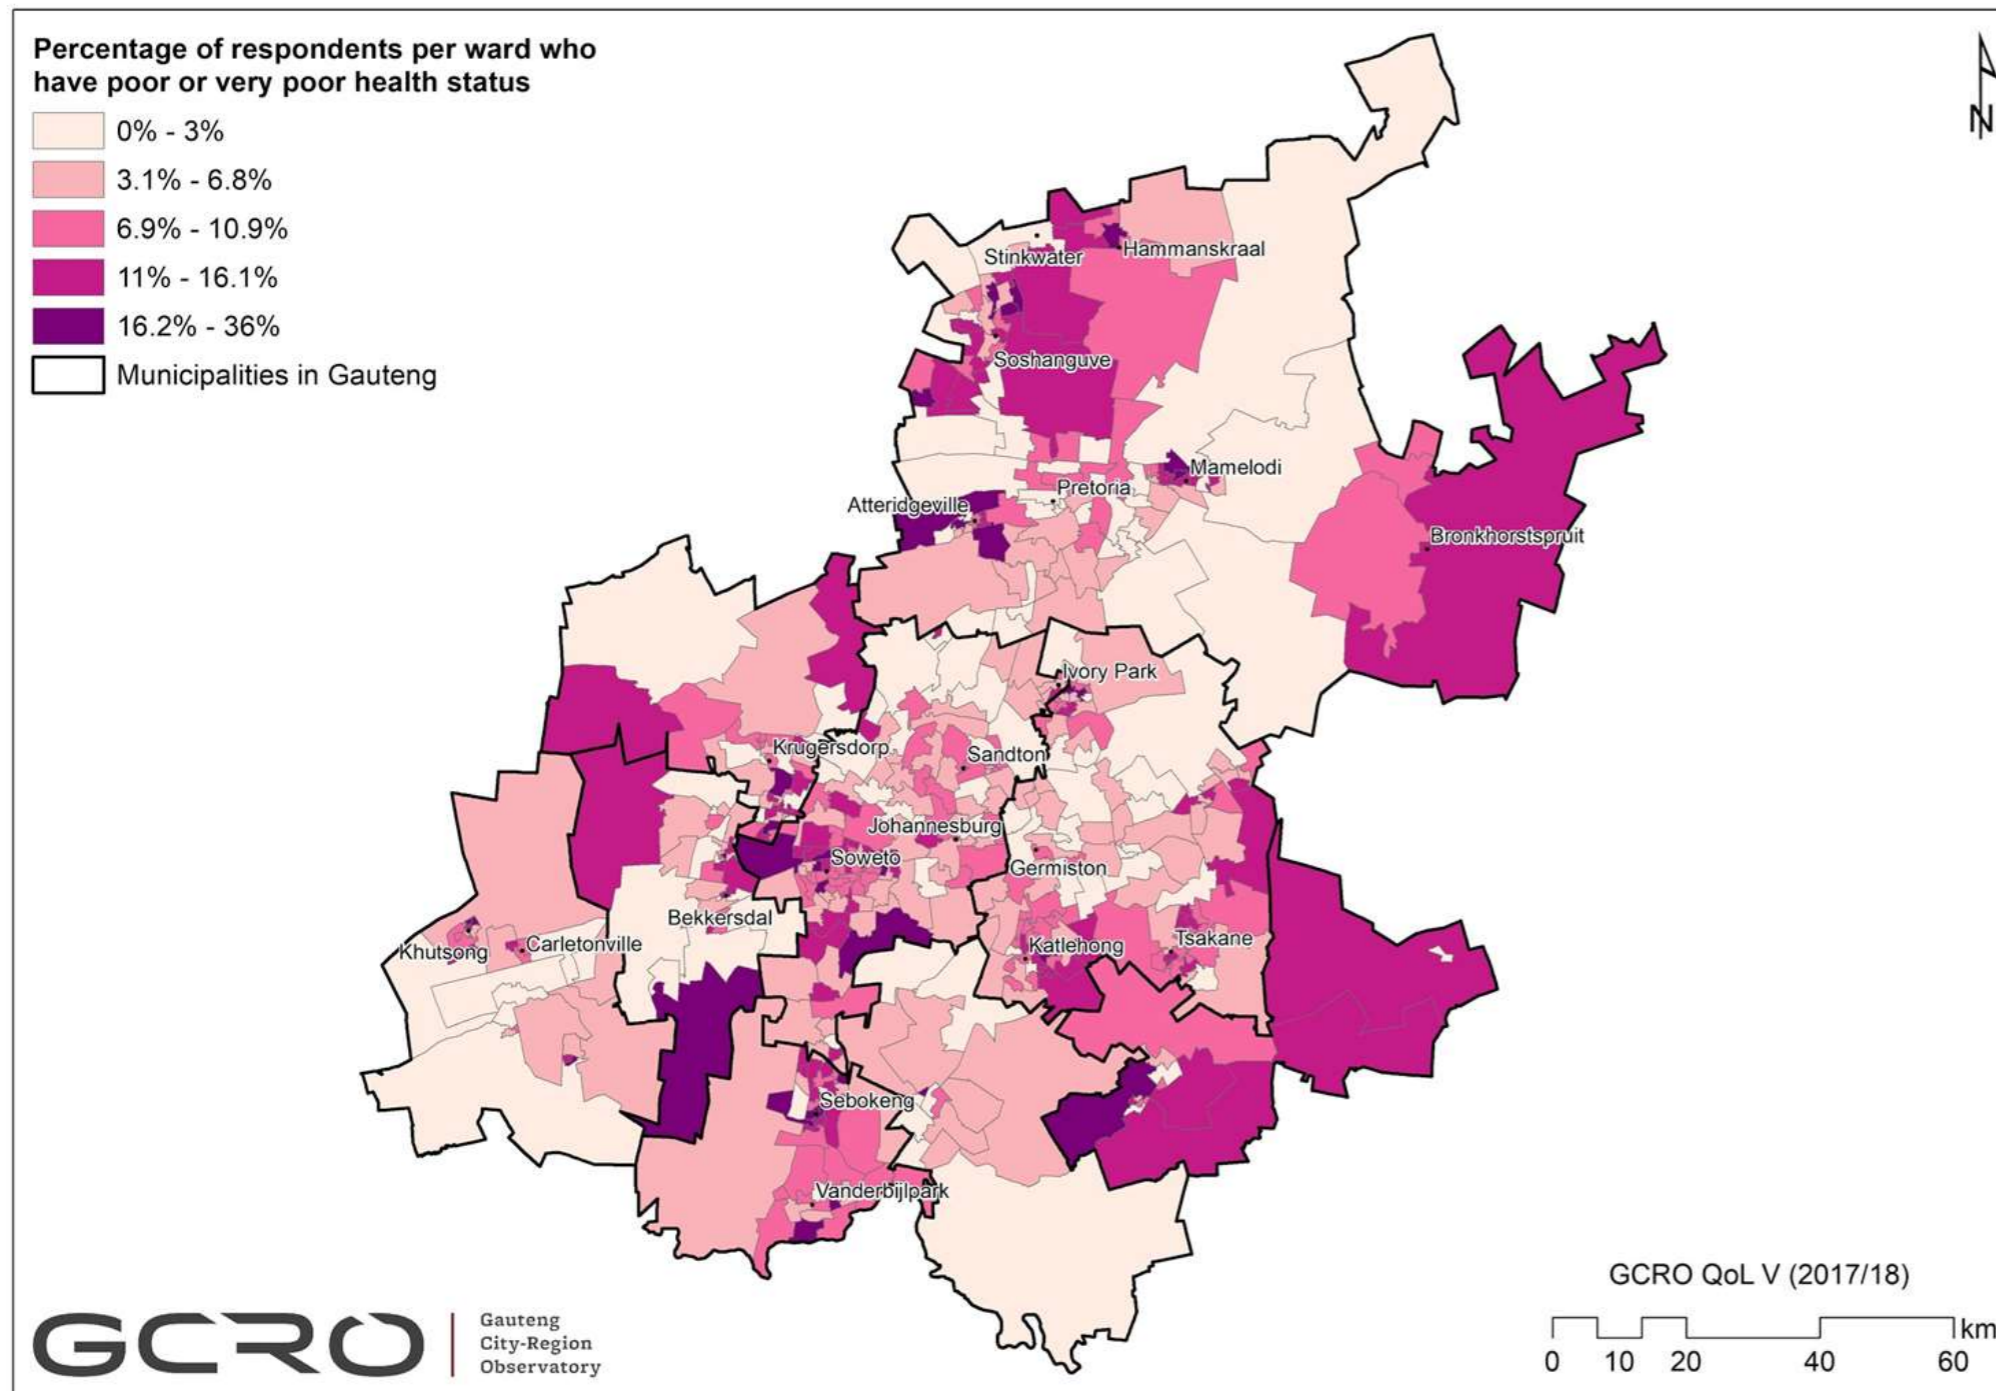 Percentage of respondents per ward who
have poor or very poor health status
0% - 3%
3.1% - 6.8%
6.9% - 10.9%
11% - 16.1%
16.2% - 36%
Municipalities in Gauteng
N
Stinkwater
Hammanskraal
Soshanguve
Mamelodi
Pretoria
Atteridgeville
Bronkhorstspruit
Ivory Park
Krugersdorp
Sandton
Johannesburg
Soweto
Germiston
Bekkersdal
Khutsong
Carletonville
Katlehong
Tsakane
Sebokeng
Vanderbijlpark
GCRO QoL V (2017/18)
km
0 10 20 40 60
GCRO
Gauteng
City-Region
Observatory